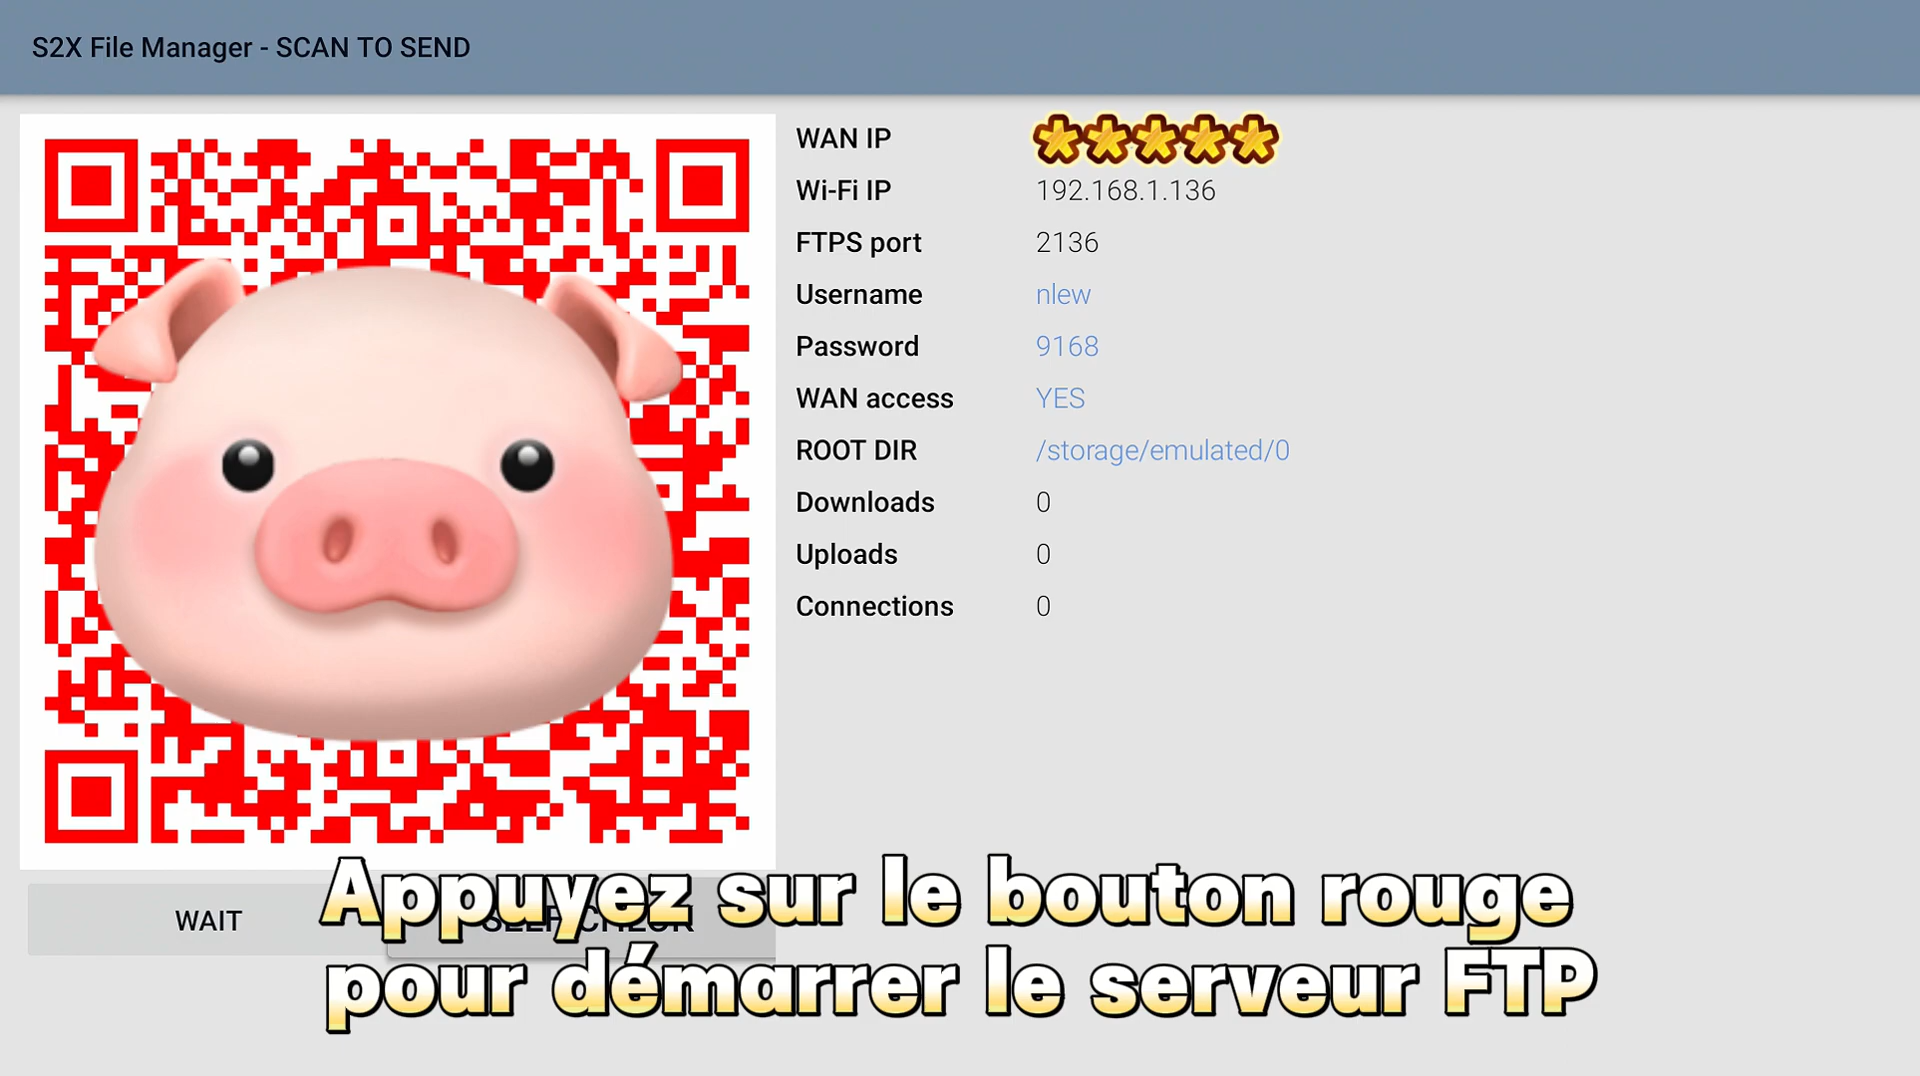 S2X File Manager - SCAN TO SEND
WAN IP *****
Wi-Fi IP 192.168.1.136
FTPS port 2136
Username nlew
Password 9168
WAN access YES
ROOT DIR /storage/emulated/0
Downloads 0
Uploads 0
Connections 0
WAIT
Appuyez sur le bouton rouge
pour démarrer le serveur FTP